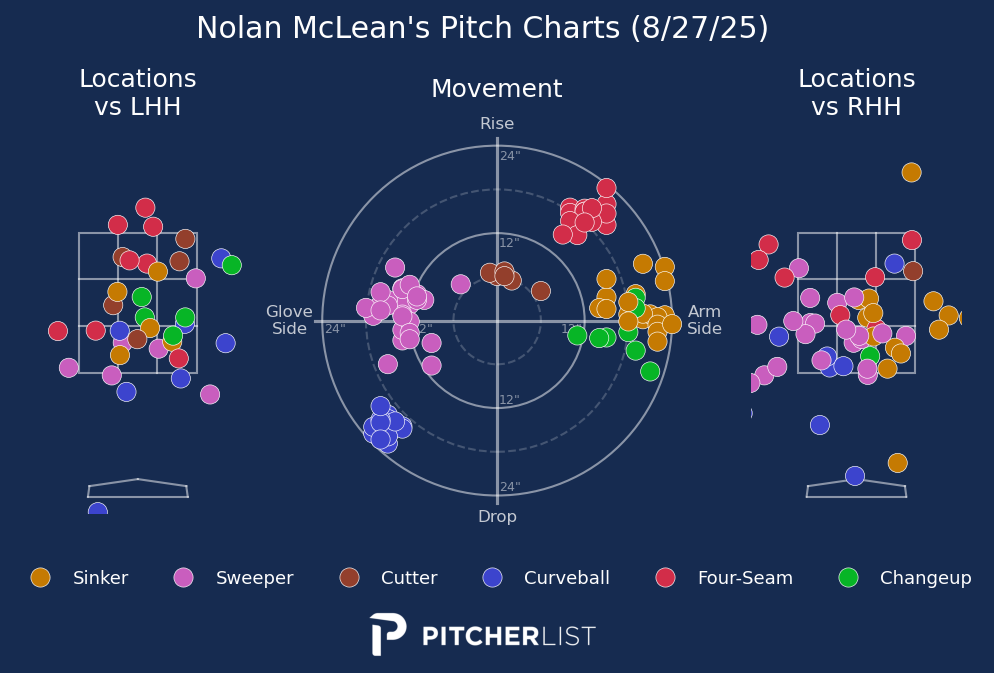 Nolan McLean's Pitch Charts (8/27/25)
Locations
vs LHH
Movement
Locations
vs RHH
Rise
24"
12"
Glove
Side
24"
12"
Arm
Side
12"
24"
Drop
Sinker
Sweeper
Cutter
Curveball
Four-Seam
Changeup
PITCHERLIST